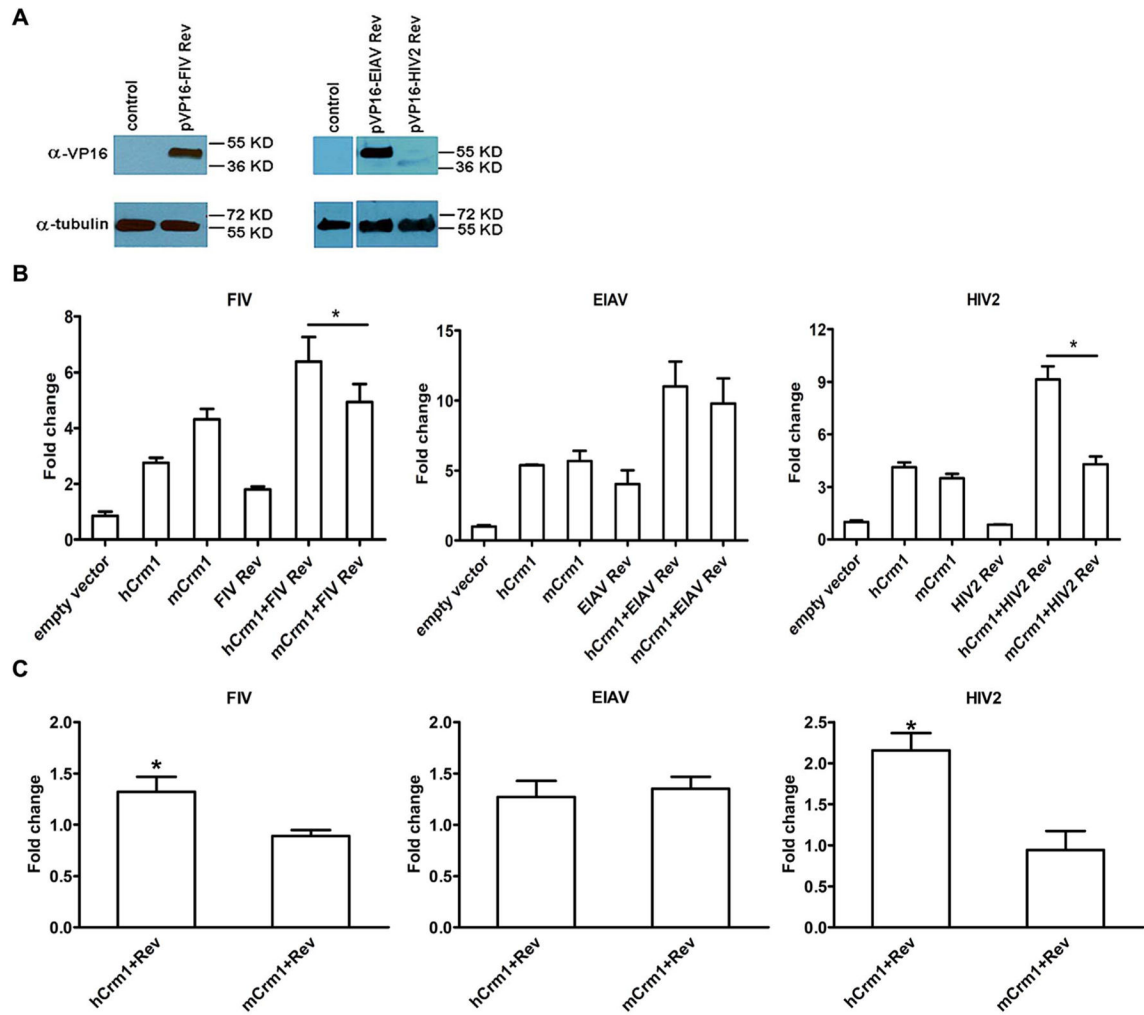 A
control
pVP16-FIV Rev
control
pVP16-EIAV Rev
pVP16-HIV2 Rev
α-VP16
55 KD
36 KD
55 KD
36 KD
α-tubulin
72 KD
55 KD
72 KD
55 KD
B
FIV
Fold change
8
6
4
2
0
*
empty vector
hCrm1
mCrm1
FIV Rev
hCrm1+FIV Rev
mCrm1+FIV Rev
EIAV
Fold change
15
10
5
0
empty vector
hCrm1
mCrm1
EIAV Rev
hCrm1+EIAV Rev
mCrm1+EIAV Rev
HIV2
Fold change
12
9
6
3
0
*
empty vector
hCrm1
mCrm1
HIV2 Rev
hCrm1+HIV2 Rev
mCrm1+HIV2 Rev
C
FIV
Fold change
2.0
1.5
1.0
0.5
0.0
*
hCrm1+Rev
mCrm1+Rev
EIAV
Fold change
2.0
1.5
1.0
0.5
0.0
hCrm1+Rev
mCrm1+Rev
HIV2
Fold change
2.5
2.0
1.5
1.0
0.5
0.0
*
hCrm1+Rev
mCrm1+Rev